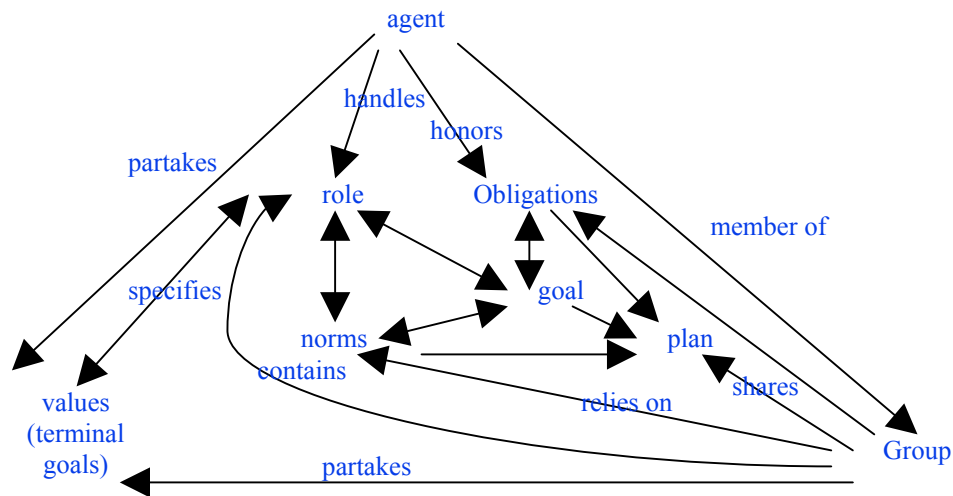 agent
handles
honors
partakes
role
Obligations
member of
specifies
goal
norms
plan
contains
shares
values
relies on
(terminal
Group
goals)
partakes